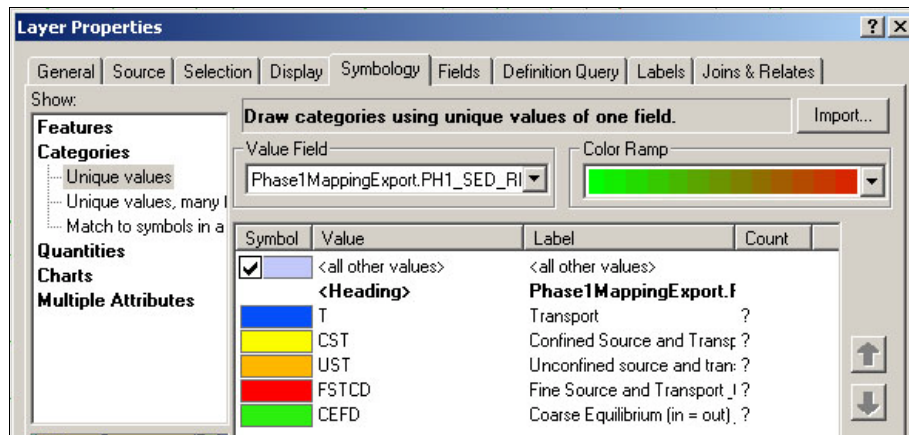 Layer Properties
General Source Selection Display Symbology Fields Definition Query Labels Joins & Relates
Show:
Features
Categories
Unique values
Unique values, many
Match to symbols in a
Quantities
Charts
Multiple Attributes
Draw categories using unique values of one field.
Import...
Value Field
Phase1MappingExport.PH1_SED_RI
Color Ramp
Symbol Value Label Count
<all other values> <all other values>
<Heading> Phase1MappingExport.F
T Transport ?
CST Confined Source and Transp ?
UST Unconfined source and tran: ?
FSTCD Fine Source and Transport_ ?
CEFD Coarse Equilibrium (in = out)_ ?